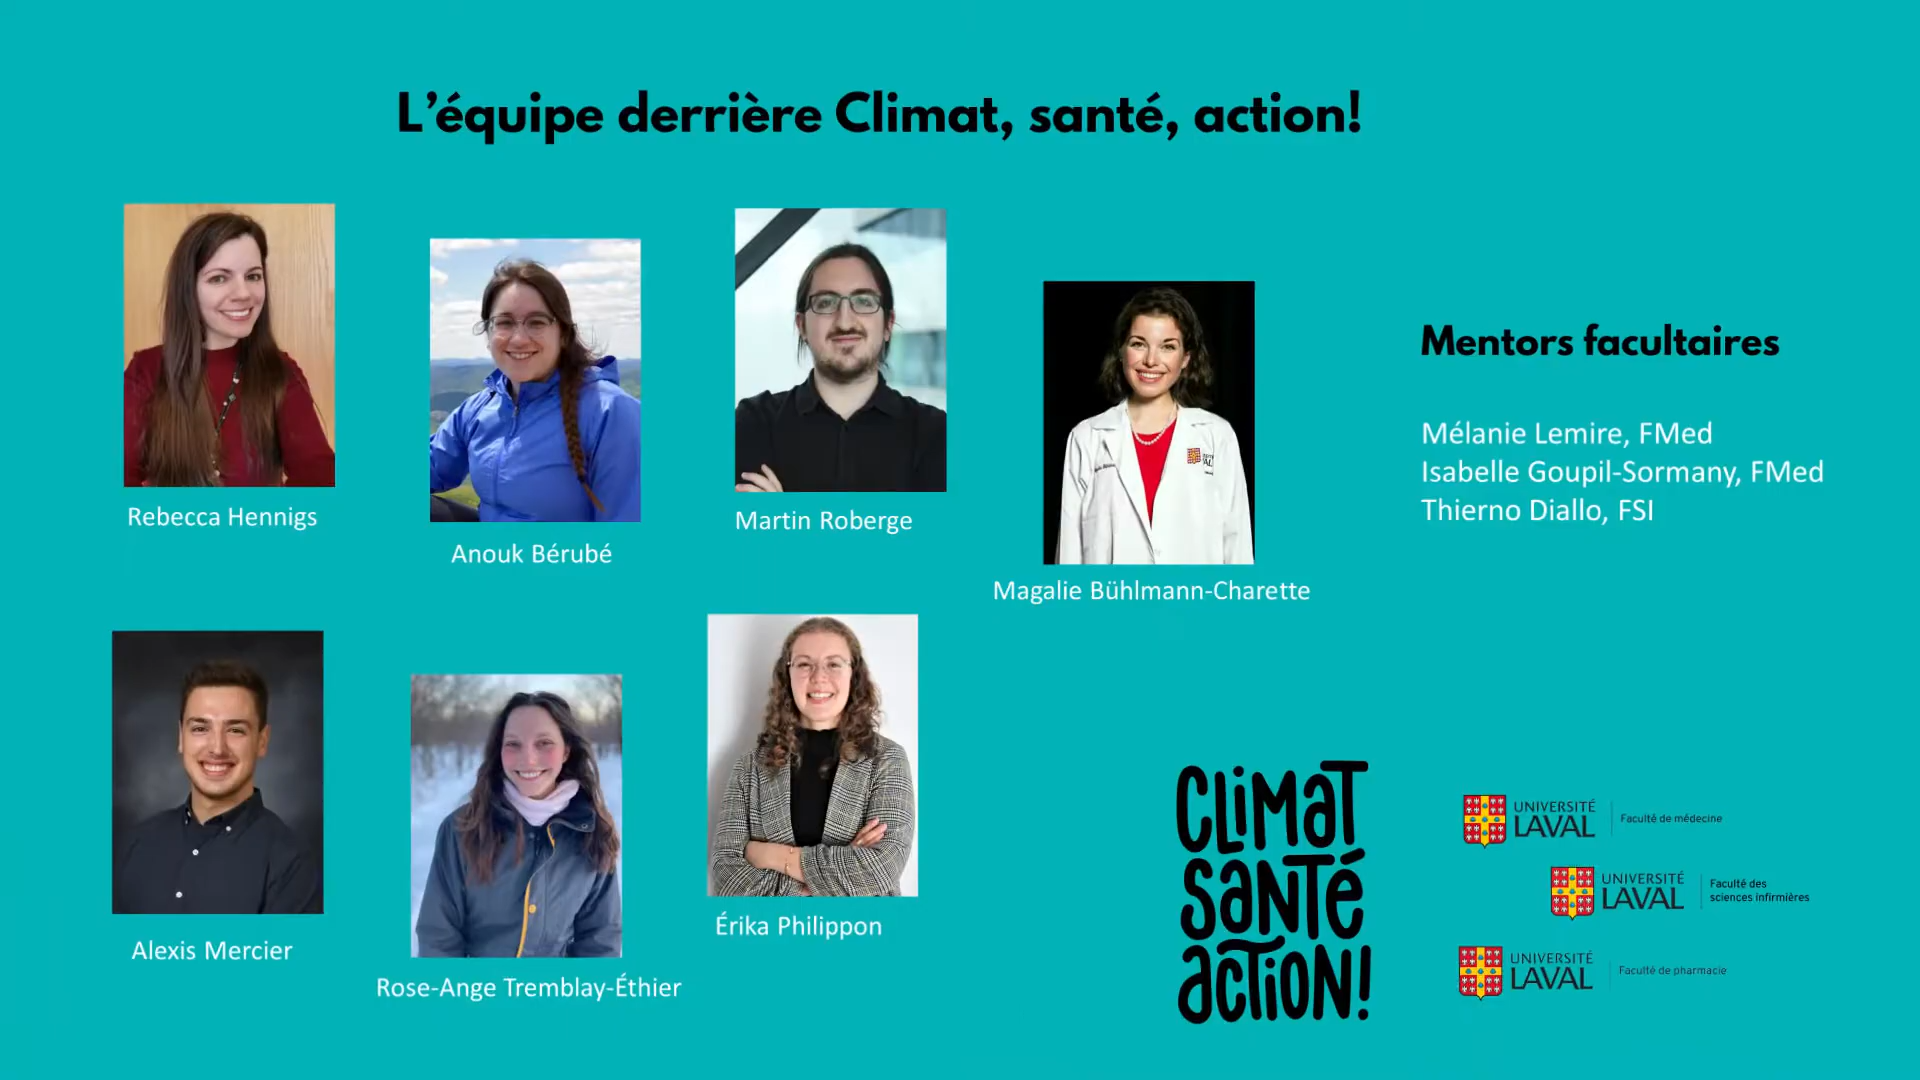 L’équipe derrière Climat, santé, action!
Rebecca Hennigs
Anouk Bérubé
Martin Roberge
Magalie Bühlmann-Charette
Alexis Mercier
Rose-Ange Tremblay-Éthier
Érika Philippon
Mentors facultaires
Mélanie Lemire, FMed
Isabelle Goupil-Sormany, FMed
Thierno Diallo, FSI
CLiMaT
SaNTÉ
aCTiON!
UNIVERSITÉ
LAVAL
Faculté de médecine
UNIVERSITÉ
LAVAL
Faculté des
sciences infirmières
UNIVERSITÉ
LAVAL
Faculté de pharmacie